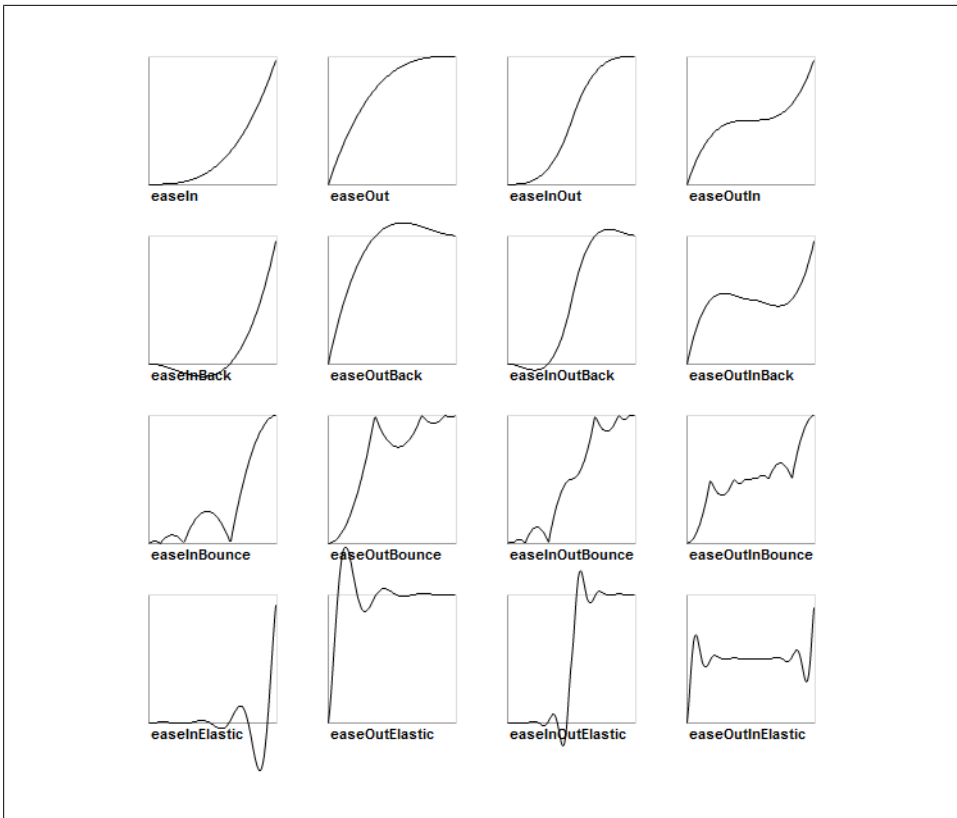 easeIn
easeOut
easeInOut
easeOutIn
easeInBack
easeOutBack
easeInOutBack
easeOutInBack
easeInBounce
easeOutBounce
easeInOutBounce
easeOutInBounce
easeInElastic
easeOutElastic
easeInOutElastic
easeOutInElastic